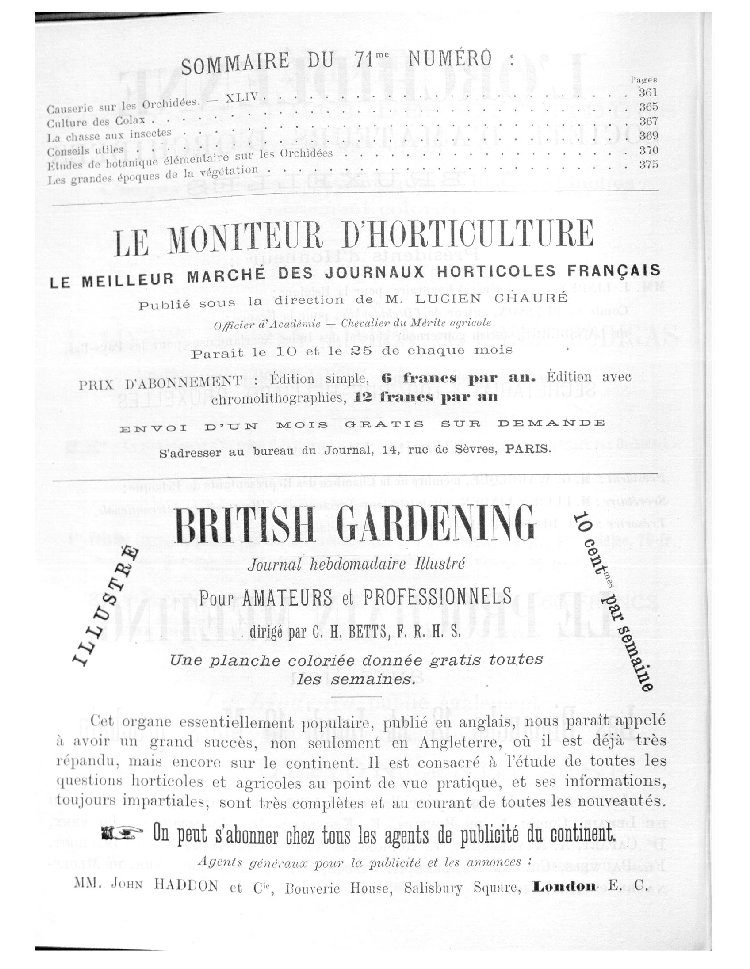 SOMMAIRE DU 71me NUMÉRO :
Pages
Causerie sur les Orchidées. — XLIV . . . . . . . . . . . . . 361
Culture des Colax . . . . . . . . . . . . . . . . . 365
La chasse aux insectes . . . . . . . . . . . . . . . . 367
Conseils utiles . . . . . . . . . . . . . . . . . . 369
Etudes de botanique élémentaire sur les Orchidées . . . . . . . . . . 370
Les grandes époques de la végétation . . . . . . . . . . . . . 375
LE MONITEUR D'HORTICULTURE
LE MEILLEUR MARCHÉ DES JOURNAUX HORTICOLES FRANÇAIS
Publié sous la direction de M. LUCIEN CHAURÉ
Officier d'Académie — Chevalier du Mérite agricole
Parait le 10 et le 25 de chaque mois
PRIX D'ABONNEMENT : Édition simple, 6 francs par an. Édition avec
chromolithographies, 12 francs par an
ENVOI D'UN MOIS GRATIS SUR DEMANDE
S'adresser au bureau du Journal, 14, rue de Sèvres, PARIS.
BRITISH GARDENING
ILLUSTRÉ
10 centmes par semaine
Journal hebdomadaire Illustré
Pour AMATEURS et PROFESSIONNELS
dirigé par C. H. BETTS, F. R. H. S.
Une planche coloriée donnée gratis toutes
les semaines.
Cet organe essentiellement populaire, publié en anglais, nous parait appelé
à avoir un grand succès, non seulement en Angleterre, où il est déjà très
répandu, mais encore sur le continent. Il est consacré à l'étude de toutes les
questions horticoles et agricoles au point de vue pratique, et ses informations,
toujours impartiales, sont très complètes et au courant de toutes les nouveautés.
On peut s'abonner chez tous les agents de publicité du continent.
Agents généraux pour la publicité et les annonces :
MM. JOHN HADDON et Cie, Bouverie House, Salisbury Square, London E. C.